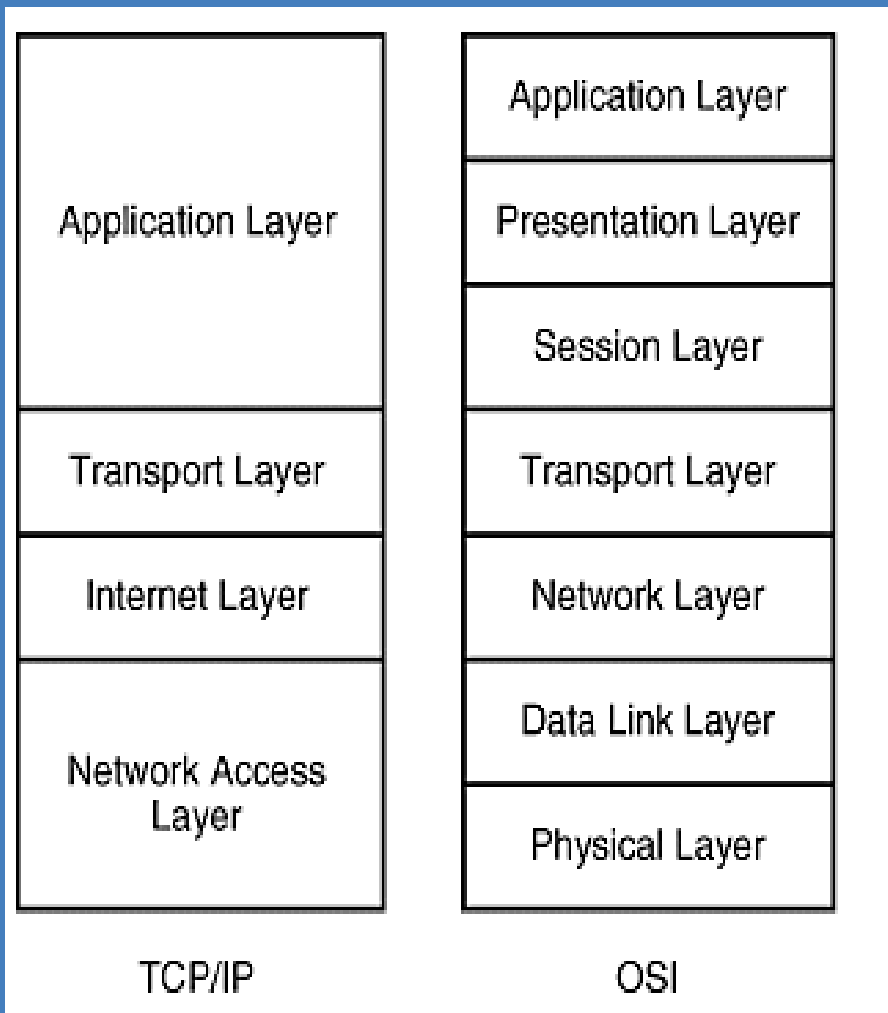 Application Layer
Transport Layer
Internet Layer
Network Access
Layer
TCP/IP
Application Layer
Presentation Layer
Session Layer
Transport Layer
Network Layer
Data Link Layer
Physical Layer
OSI